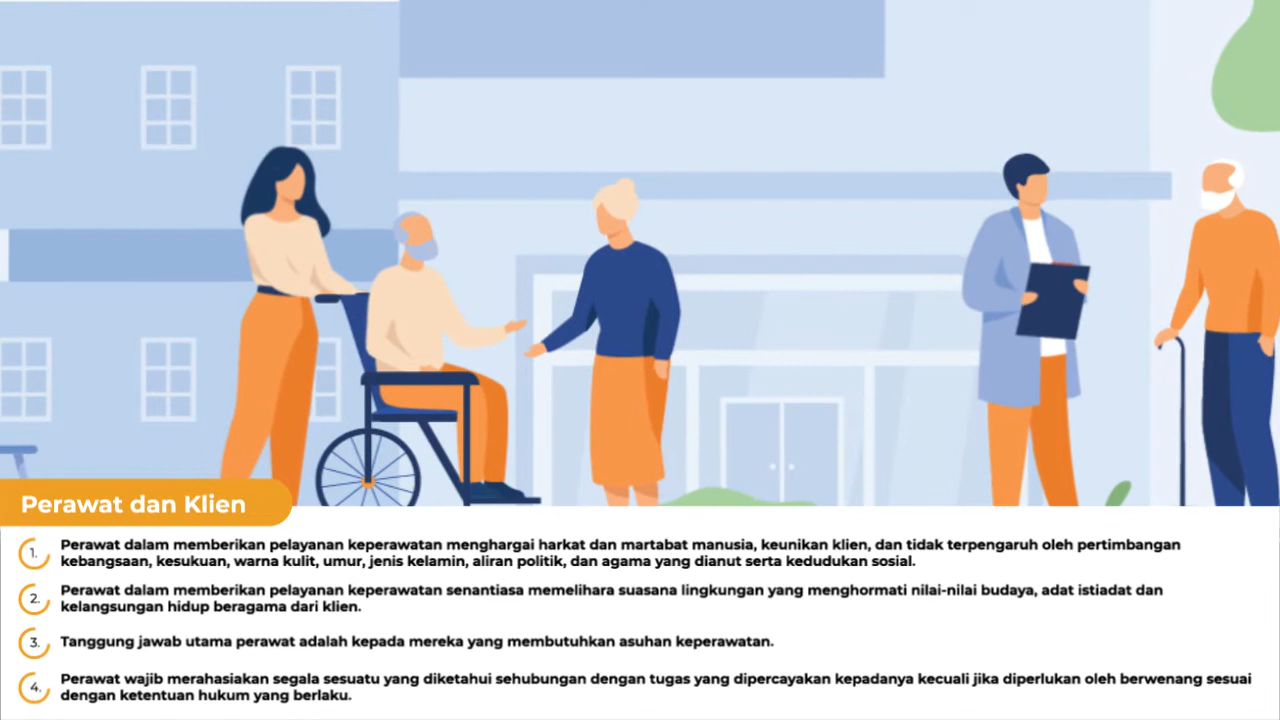 Perawat dan Klien
1. Perawat dalam memberikan pelayanan keperawatan menghargai harkat dan martabat manusia, keunikan klien, dan tidak terpengaruh oleh pertimbangan
kebangsaan, kesukuan, warna kulit, umur, jenis kelamin, aliran politik, dan agama yang dianut serta kedudukan sosial.
2. Perawat dalam memberikan pelayanan keperawatan senantiasa memelihara suasana lingkungan yang menghormati nilai-nilai budaya, adat istiadat dan
kelangsungan hidup beragama dari klien.
3. Tanggung jawab utama perawat adalah kepada mereka yang membutuhkan asuhan keperawatan.
4. Perawat wajib merahasiakan segala sesuatu yang diketahui sehubungan dengan tugas yang dipercayakan kepadanya kecuali jika diperlukan oleh berwenang sesuai
dengan ketentuan hukum yang berlaku.